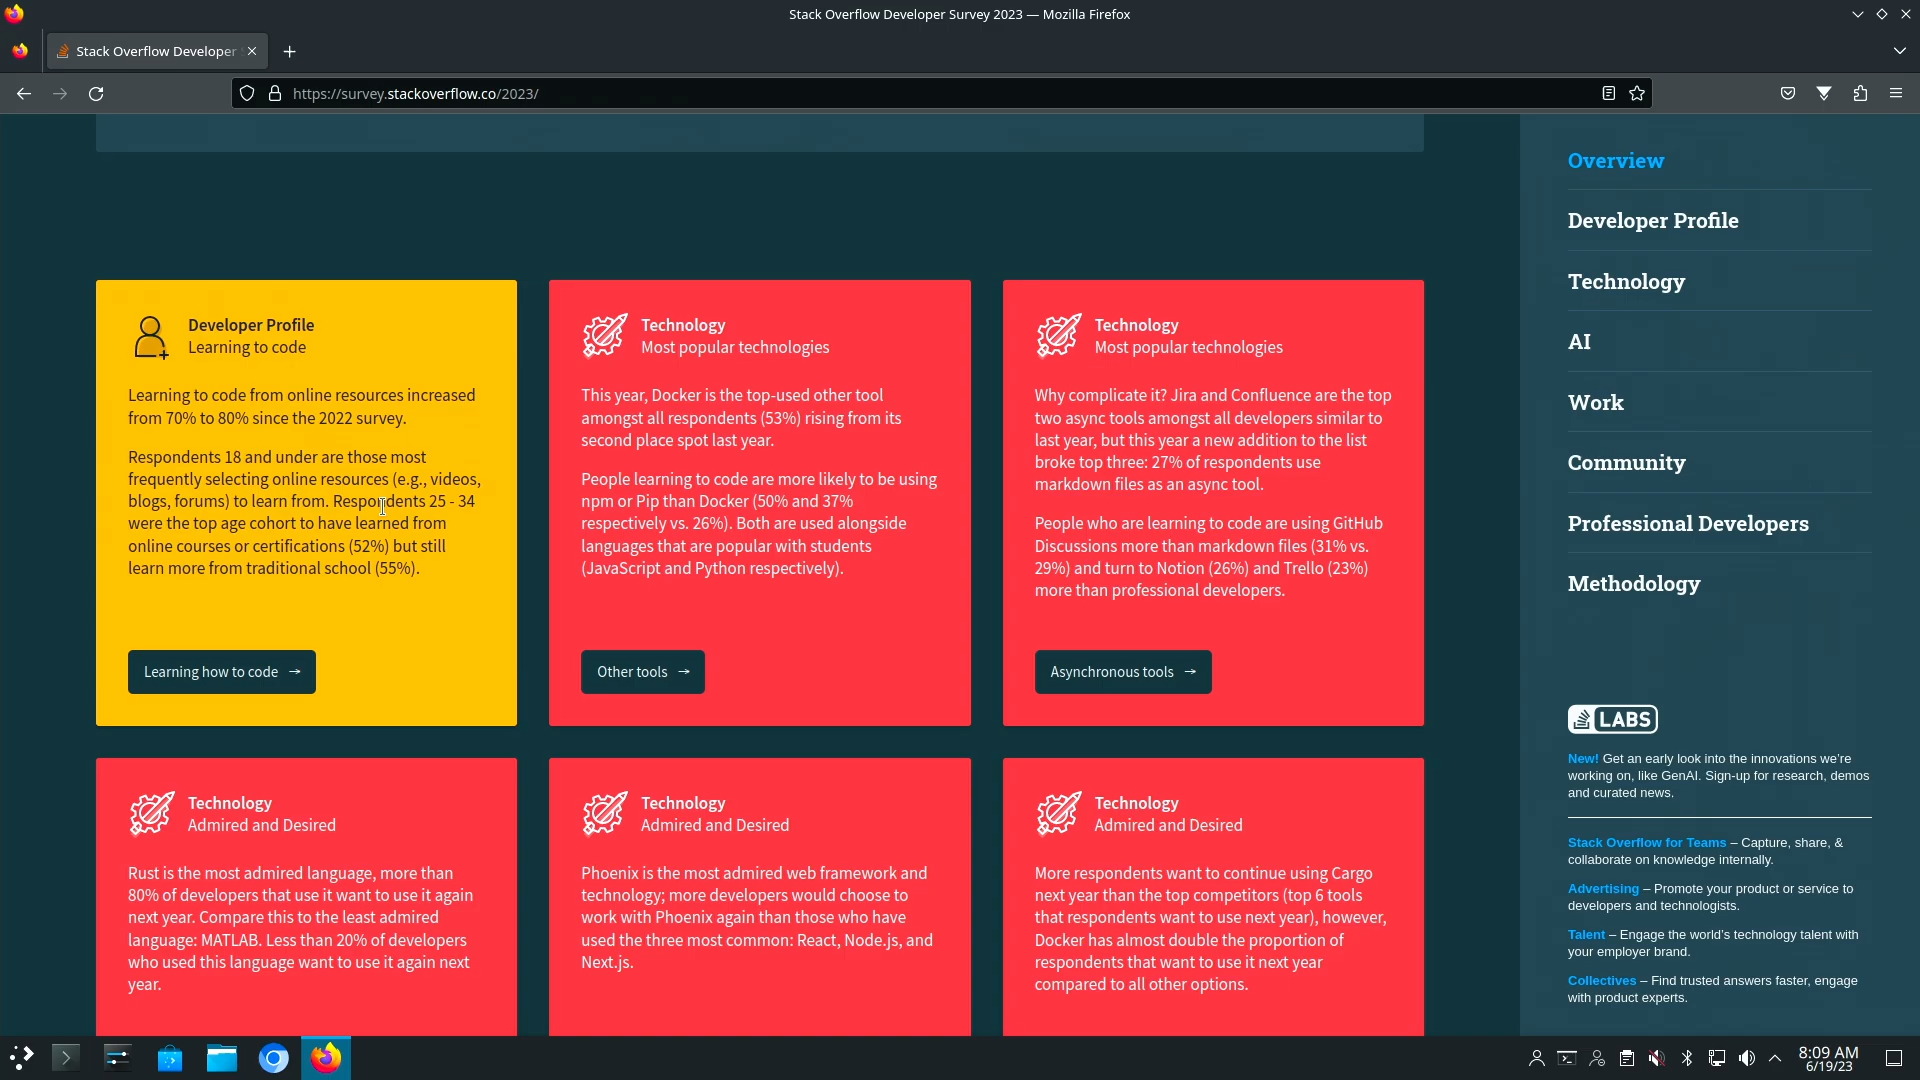 Stack Overflow Developer Survey 2023 — Mozilla Firefox
Stack Overflow Developer
https://survey.stackoverflow.co/2023/
Developer Profile
Learning to code
Learning to code from online resources increased
from 70% to 80% since the 2022 survey.
Respondents 18 and under are those most
frequently selecting online resources (e.g., videos,
blogs, forums) to learn from. Respondents 25 - 34
were the top age cohort to have learned from
online courses or certifications (52%) but still
learn more from traditional school (55%).
Learning how to code →
Technology
Most popular technologies
This year, Docker is the top-used other tool
amongst all respondents (53%) rising from its
second place spot last year.
People learning to code are more likely to be using
npm or Pip than Docker (50% and 37%
respectively vs. 26%). Both are used alongside
languages that are popular with students
(JavaScript and Python respectively).
Other tools →
Technology
Most popular technologies
Why complicate it? Jira and Confluence are the top
two async tools amongst all developers similar to
last year, but this year a new addition to the list
broke top three: 27% of respondents use
markdown files as an async tool.
People who are learning to code are using GitHub
Discussions more than markdown files (31% vs.
29%) and turn to Notion (26%) and Trello (23%)
more than professional developers.
Asynchronous tools →
Technology
Admired and Desired
Rust is the most admired language, more than
80% of developers that use it want to use it again
next year. Compare this to the least admired
language: MATLAB. Less than 20% of developers
who used this language want to use it again next
year.
Technology
Admired and Desired
Phoenix is the most admired web framework and
technology; more developers would choose to
work with Phoenix again than those who have
used the three most common: React, Node.js, and
Next.js.
Technology
Admired and Desired
More respondents want to continue using Cargo
next year than the top competitors (top 6 tools
that respondents want to use next year), however,
Docker has almost double the proportion of
respondents that want to use it next year
compared to all other options.
Overview
Developer Profile
Technology
AI
Work
Community
Professional Developers
Methodology
LABS
New! Get an early look into the innovations we're
working on, like GenAI. Sign-up for research, demos
and curated news.
Stack Overflow for Teams – Capture, share, &
collaborate on knowledge internally.
Advertising – Promote your product or service to
developers and technologists.
Talent – Engage the world's technology talent with
your employer brand.
Collectives – Find trusted answers faster, engage
with product experts.
8:09 AM
6/19/23